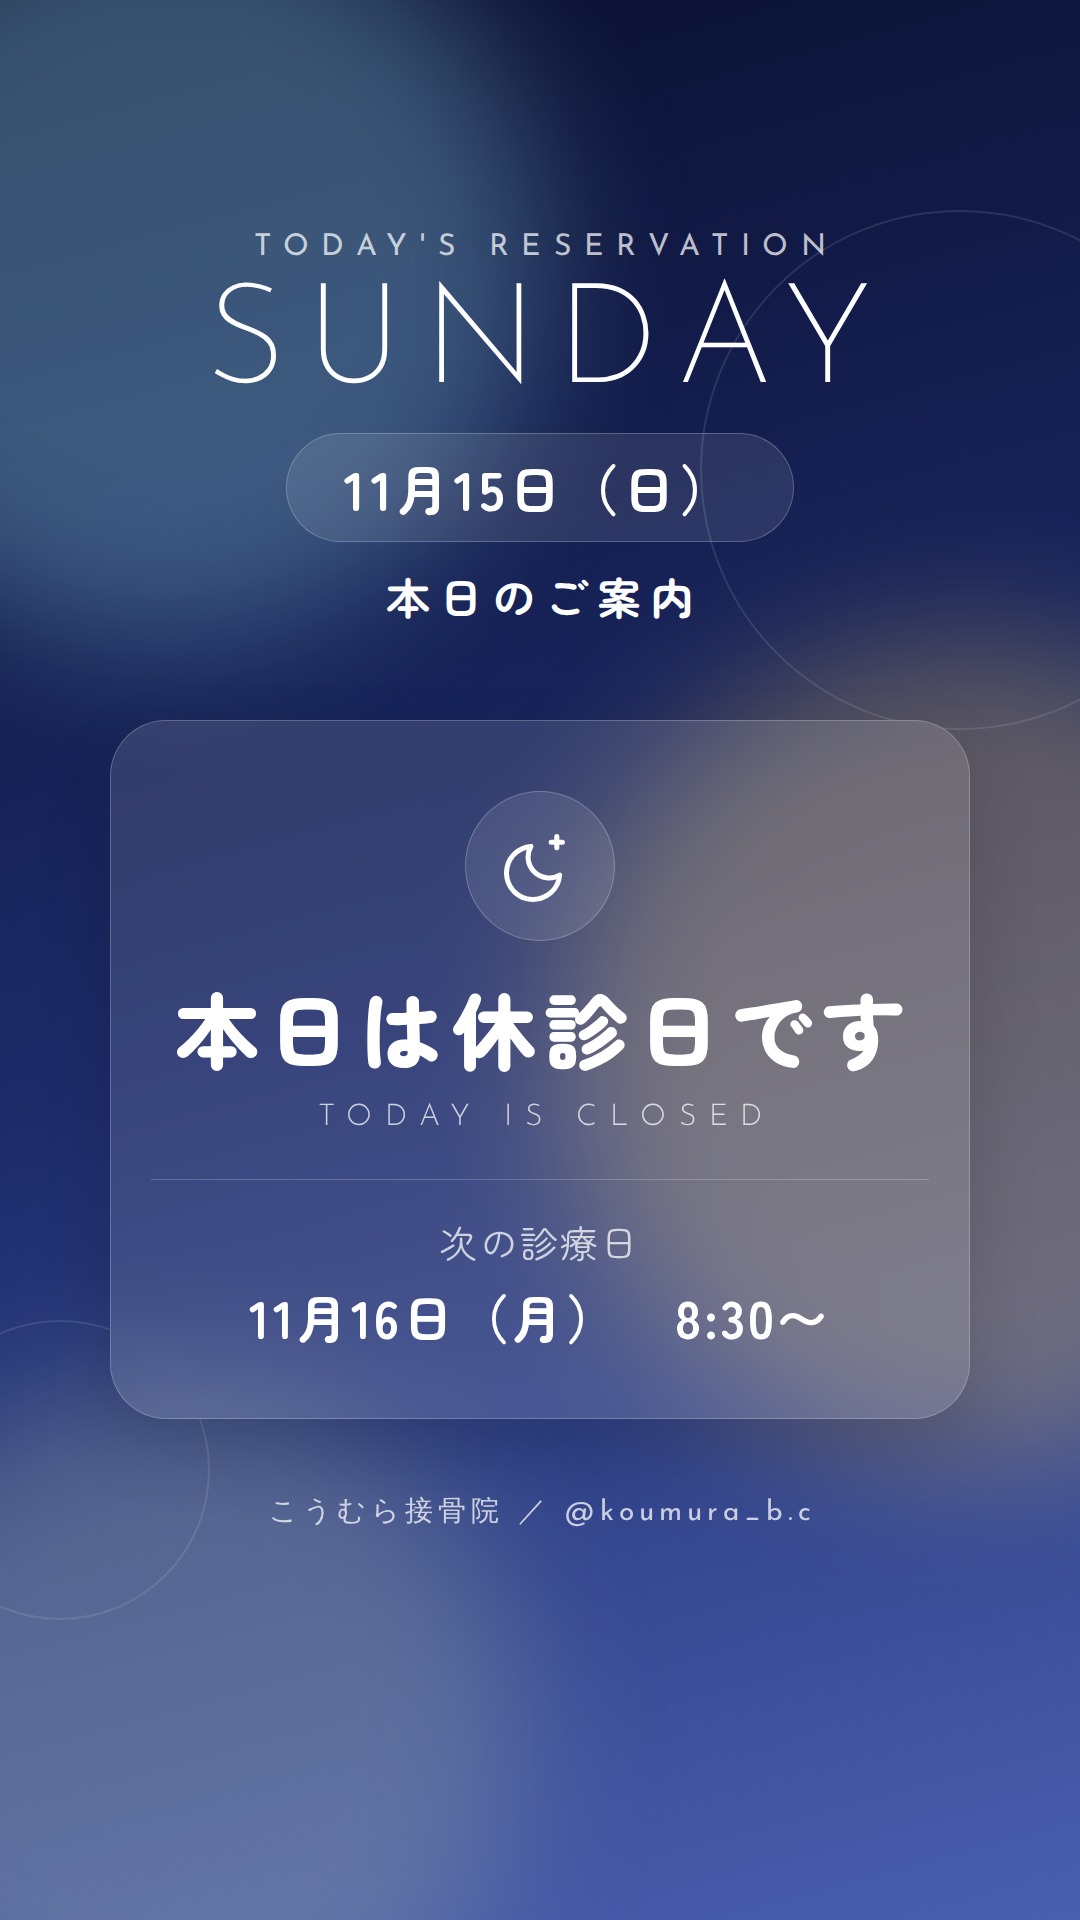 TODAY'S RESERVATION
SUNDAY
11月15日（日）
本日のご案内
本日は休診日です
TODAY IS CLOSED
次の診療日
11月16日（月）　8:30〜
こうむら接骨院 ／ @koumura_b.c